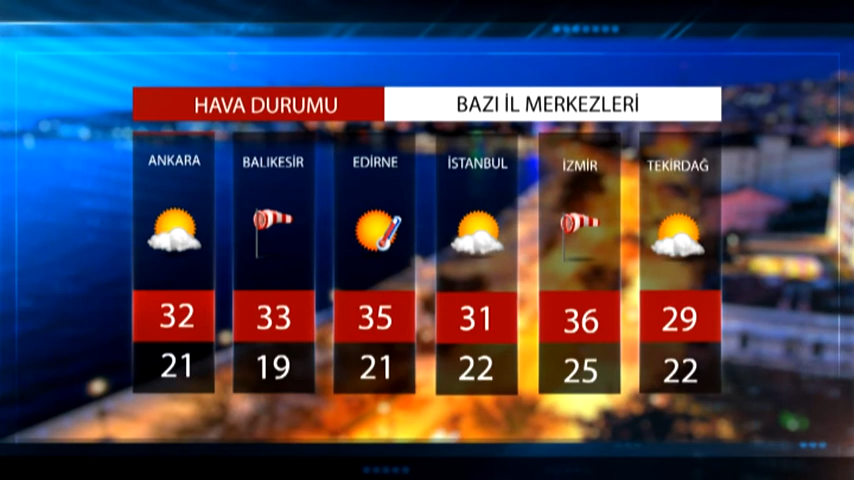 HAVA DURUMU BAZI İL MERKEZLERİ
ANKARA BALIKESİR EDİRNE İSTANBUL İZMİR TEKİRDAĞ
32 33 35 31 36 29
21 19 21 22 25 22